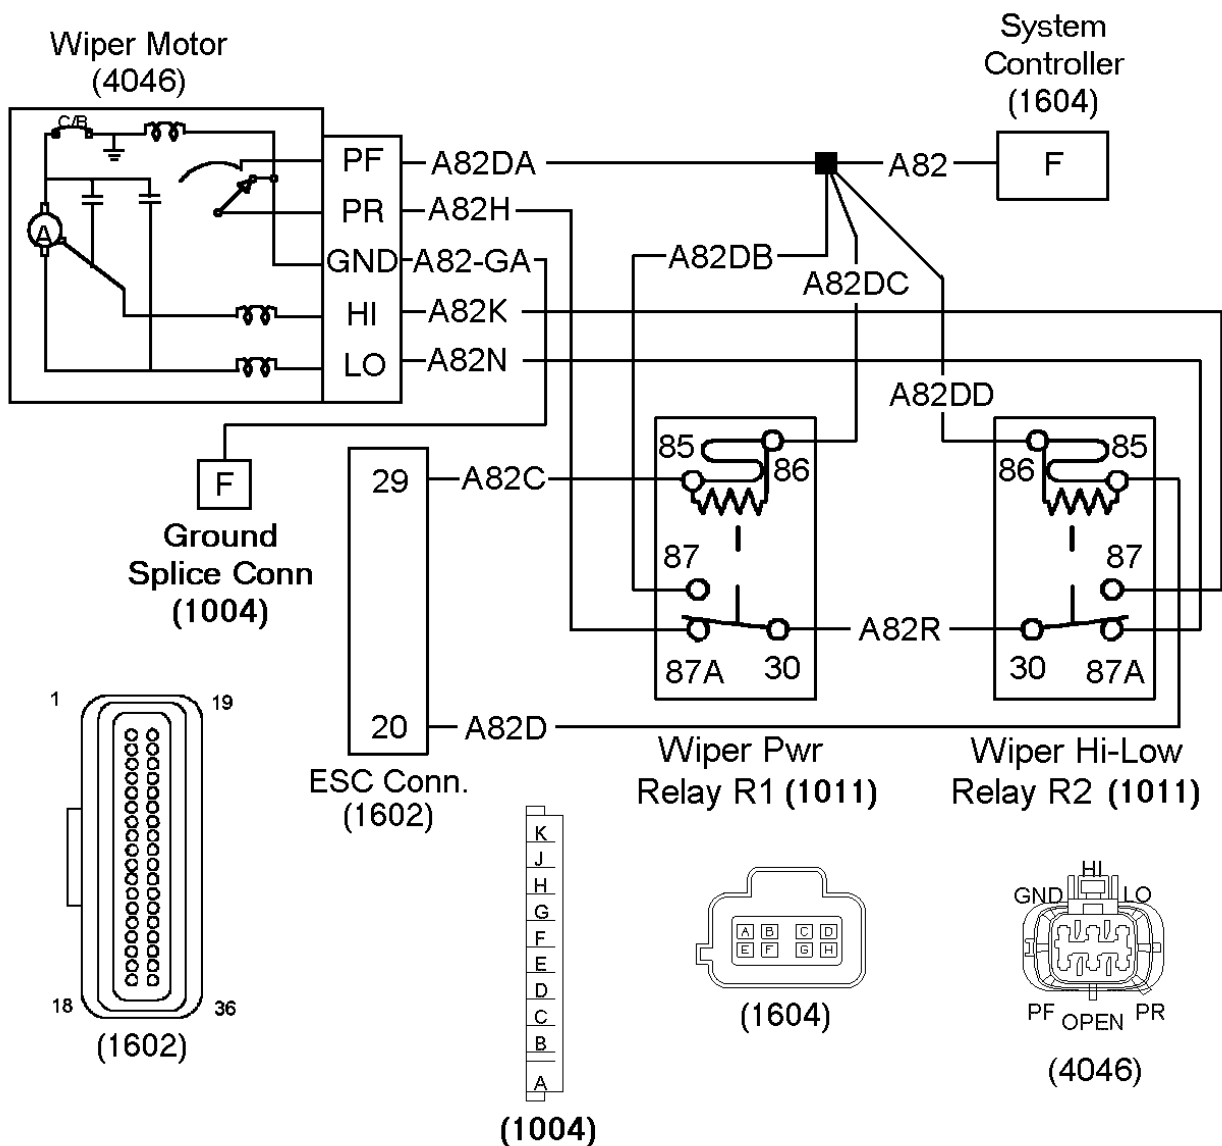 Wiper Motor
(4046)
System
Controller
(1604)
C/B
A
PF
A82DA
A82
F
PR
A82H
GND
A82-GA
A82DB
A82DC
HI
A82K
LO
A82N
A82DD
F
Ground
Splice Conn
(1004)
29
A82C
85
86
87
87A
30
A82R
86
85
87
30
87A
20
A82D
ESC Conn.
(1602)
Wiper Pwr
Relay R1 (1011)
Wiper Hi-Low
Relay R2 (1011)
1
19
18
36
(1602)
K
J
H
G
F
E
D
C
B
A
(1004)
A B C D
E F G H
(1604)
HI
GND
LO
PF
OPEN
PR
(4046)